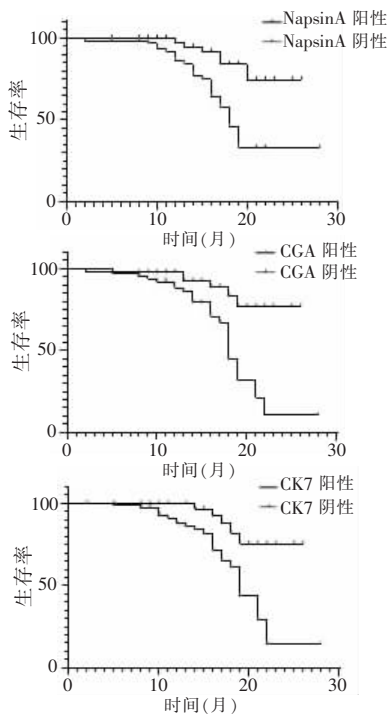 NapsinA 阳性
NapsinA 阴性
100
50
0
生存率
0 10 20 30
时间(月)
CGA 阳性
CGA 阴性
100
50
0
生存率
0 10 20 30
时间(月)
CK7 阳性
CK7 阴性
100
50
0
生存率
0 10 20 30
时间(月)